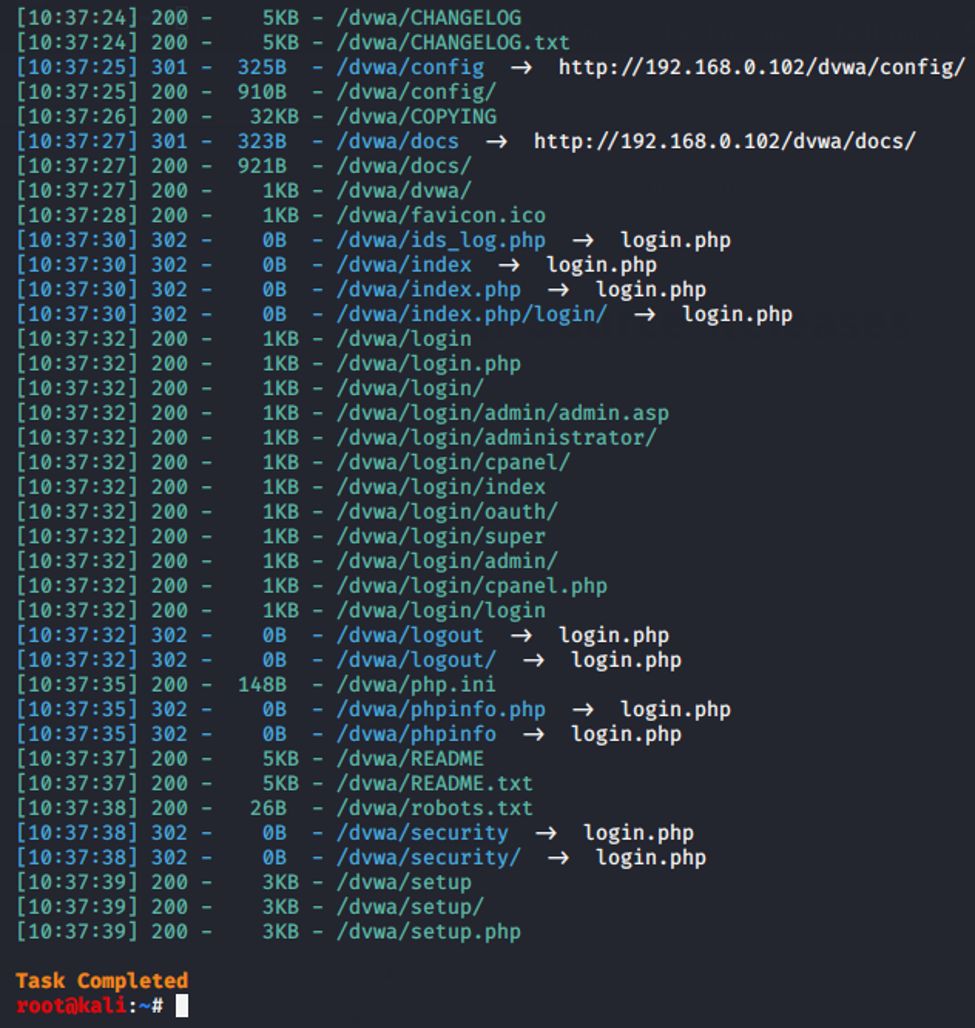 [10:37:24] 200 -    5KB - /dvwa/CHANGELOG
[10:37:24] 200 -    5KB - /dvwa/CHANGELOG.txt
[10:37:25] 301 -  325B  - /dvwa/config  →  http://192.168.0.102/dvwa/config/
[10:37:25] 200 -  910B  - /dvwa/config/
[10:37:26] 200 -   32KB - /dvwa/COPYING
[10:37:27] 301 -  323B  - /dvwa/docs  →  http://192.168.0.102/dvwa/docs/
[10:37:27] 200 -  921B  - /dvwa/docs/
[10:37:27] 200 -    1KB - /dvwa/dvwa/
[10:37:28] 200 -    1KB - /dvwa/favicon.ico
[10:37:30] 302 -    0B  - /dvwa/ids_log.php  →  login.php
[10:37:30] 302 -    0B  - /dvwa/index  →  login.php
[10:37:30] 302 -    0B  - /dvwa/index.php  →  login.php
[10:37:30] 302 -    0B  - /dvwa/index.php/login/  →  login.php
[10:37:32] 200 -    1KB - /dvwa/login
[10:37:32] 200 -    1KB - /dvwa/login.php
[10:37:32] 200 -    1KB - /dvwa/login/
[10:37:32] 200 -    1KB - /dvwa/login/admin/admin.asp
[10:37:32] 200 -    1KB - /dvwa/login/administrator/
[10:37:32] 200 -    1KB - /dvwa/login/cpanel/
[10:37:32] 200 -    1KB - /dvwa/login/index
[10:37:32] 200 -    1KB - /dvwa/login/oauth/
[10:37:32] 200 -    1KB - /dvwa/login/super
[10:37:32] 200 -    1KB - /dvwa/login/admin/
[10:37:32] 200 -    1KB - /dvwa/login/cpanel.php
[10:37:32] 200 -    1KB - /dvwa/login/login
[10:37:32] 302 -    0B  - /dvwa/logout  →  login.php
[10:37:32] 302 -    0B  - /dvwa/logout/  →  login.php
[10:37:35] 200 -  148B  - /dvwa/php.ini
[10:37:35] 302 -    0B  - /dvwa/phpinfo.php  →  login.php
[10:37:35] 302 -    0B  - /dvwa/phpinfo  →  login.php
[10:37:37] 200 -    5KB - /dvwa/README
[10:37:37] 200 -    5KB - /dvwa/README.txt
[10:37:38] 200 -   26B  - /dvwa/robots.txt
[10:37:38] 302 -    0B  - /dvwa/security  →  login.php
[10:37:38] 302 -    0B  - /dvwa/security/  →  login.php
[10:37:39] 200 -    3KB - /dvwa/setup
[10:37:39] 200 -    3KB - /dvwa/setup/
[10:37:39] 200 -    3KB - /dvwa/setup.php
Task Completed
root@kali:~#